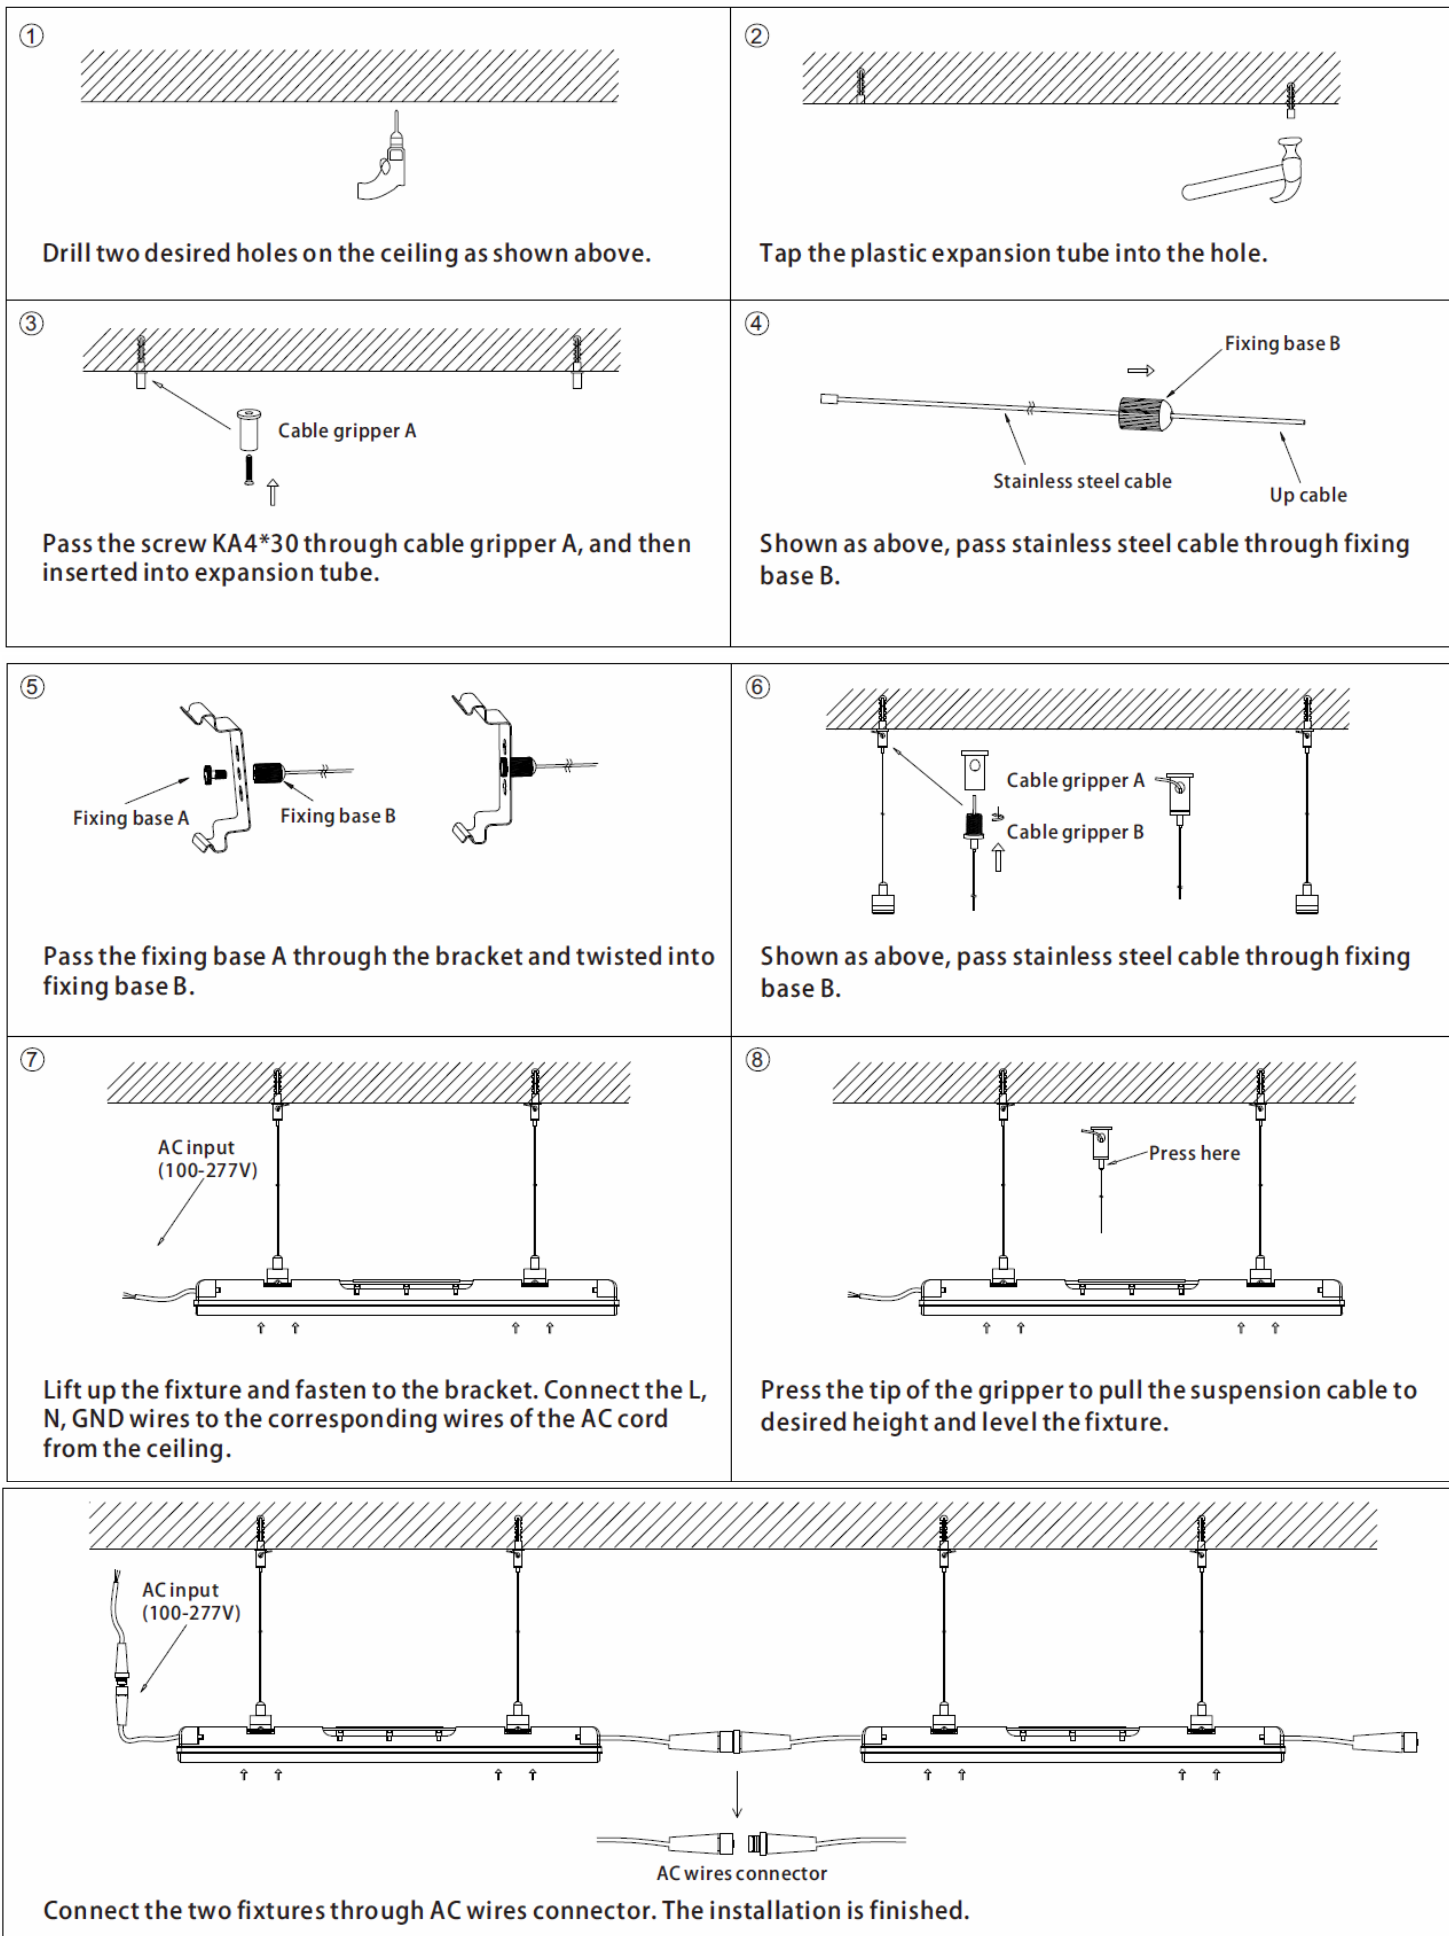 ①
Drill two desired holes on the ceiling as shown above.
②
Tap the plastic expansion tube into the hole.
③
Cable gripper A
Pass the screw KA4*30 through cable gripper A, and then
inserted into expansion tube.
④
Fixing base B
Stainless steel cable
Up cable
Shown as above, pass stainless steel cable through fixing
base B.
⑤
Fixing base A
Fixing base B
Pass the fixing base A through the bracket and twisted into
fixing base B.
⑥
Cable gripper A
Cable gripper B
Shown as above, pass stainless steel cable through fixing
base B.
⑦
AC input
(100-277V)
Lift up the fixture and fasten to the bracket. Connect the L,
N, GND wires to the corresponding wires of the AC cord
from the ceiling.
⑧
Press here
Press the tip of the gripper to pull the suspension cable to
desired height and level the fixture.
AC input
(100-277V)
AC wires connector
Connect the two fixtures through AC wires connector. The installation is finished.